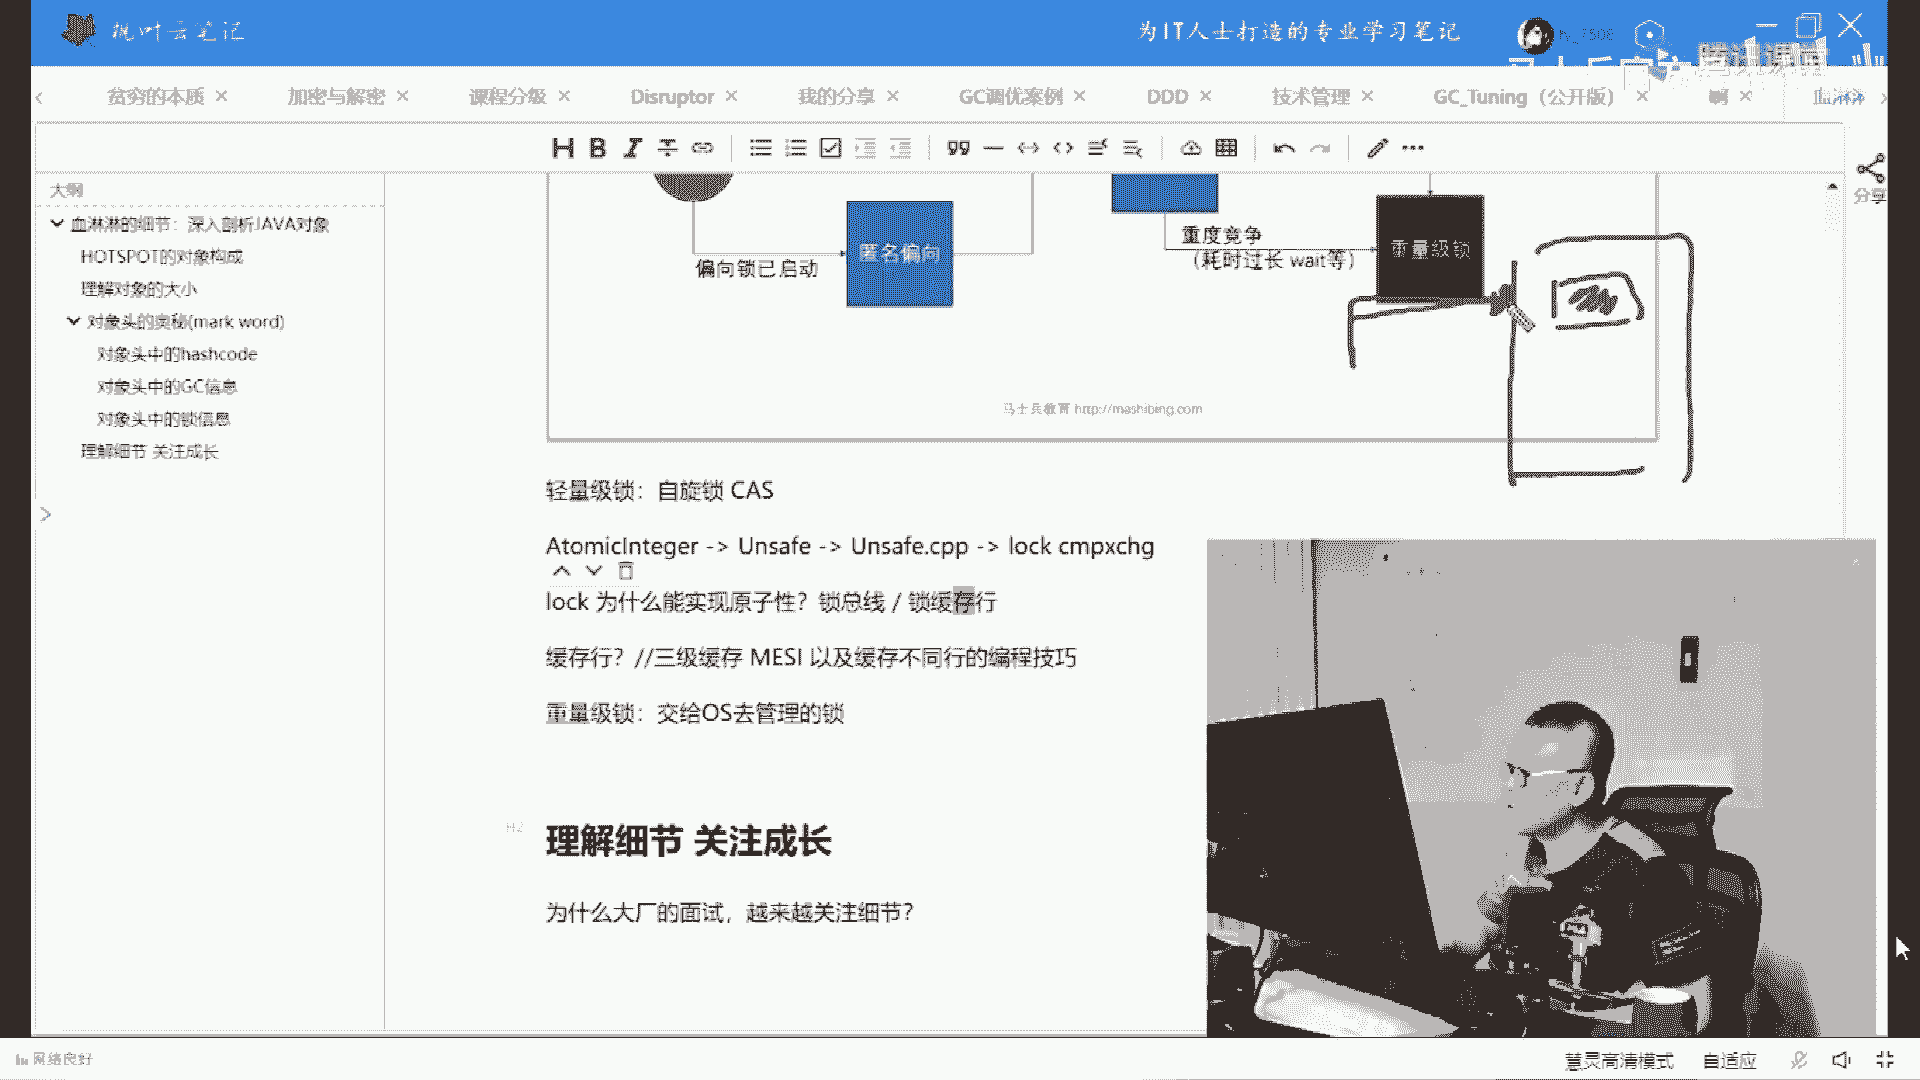 枫叶云笔记
为IT人士打造的专业学习笔记
贫穷的本质
加密与解密
课程分级
Disruptor
我的分享
GC调优案例
DDD
技术管理
GC_Tuning（公开版）
分享
大纲
血淋淋的细节：深入剖析JAVA对象
HOTSPOT的对象构成
理解对象的大小
对象头的奥秘(mark word)
对象头中的hashcode
对象头中的GC信息
对象头中的锁信息
理解细节 关注成长
偏向锁已启动
匿名偏向
重度竞争
（耗时过长 wait等）
重量级锁
马士兵教育 http://mashibing.com
轻量级锁：自旋锁 CAS
AtomicInteger -> Unsafe -> Unsafe.cpp -> lock cmpxchg
lock 为什么能实现原子性？锁总线 / 锁缓存行
缓存行？//三级缓存 MESI 以及缓存不同行的编程技巧
重量级锁：交给OS去管理的锁
H2
理解细节 关注成长
为什么大厂的面试，越来越关注细节？
网络良好
慧灵高清模式
自适应